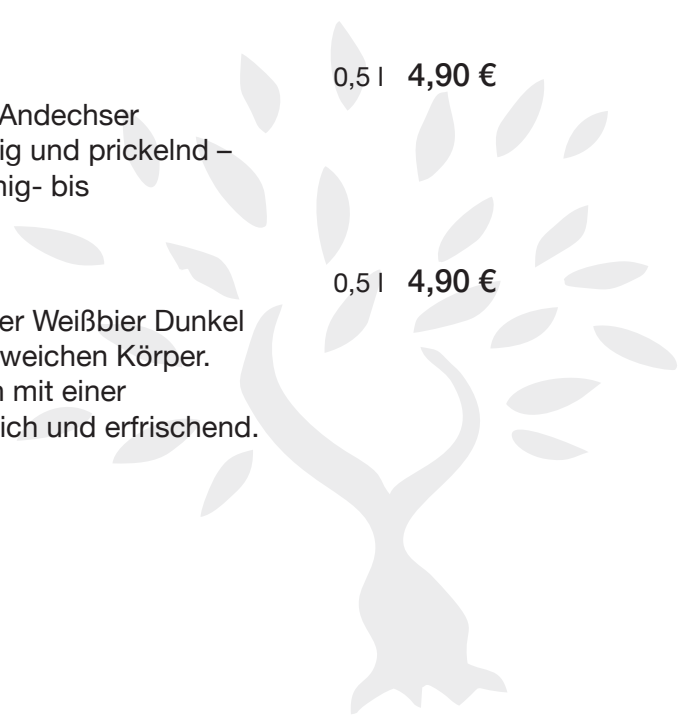 0,5 l 4,90 €
Andechser
ig und prickelnd –
nig- bis
0,5 l 4,90 €
er Weißbier Dunkel
weichen Körper.
mit einer
ich und erfrischend.